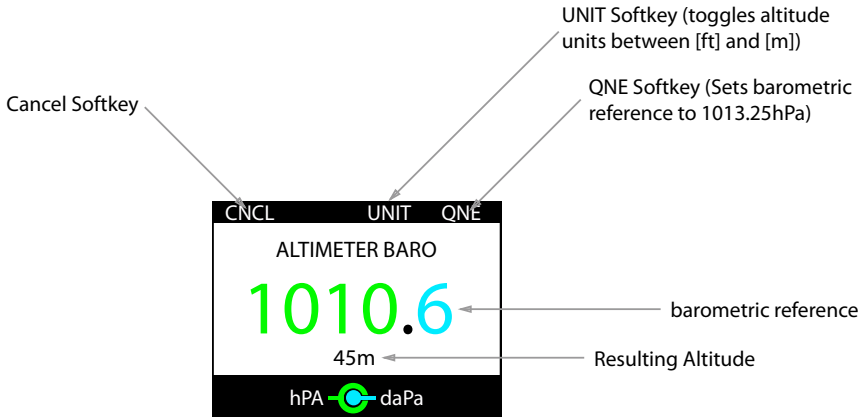 UNIT Softkey (toggles altitude
units between [ft] and [m])
QNE Softkey (Sets barometric
reference to 1013.25hPa)
Cancel Softkey
CNCL UNIT QNE
ALTIMETER BARO
1010.6
barometric reference
45m
Resulting Altitude
hPA daPa